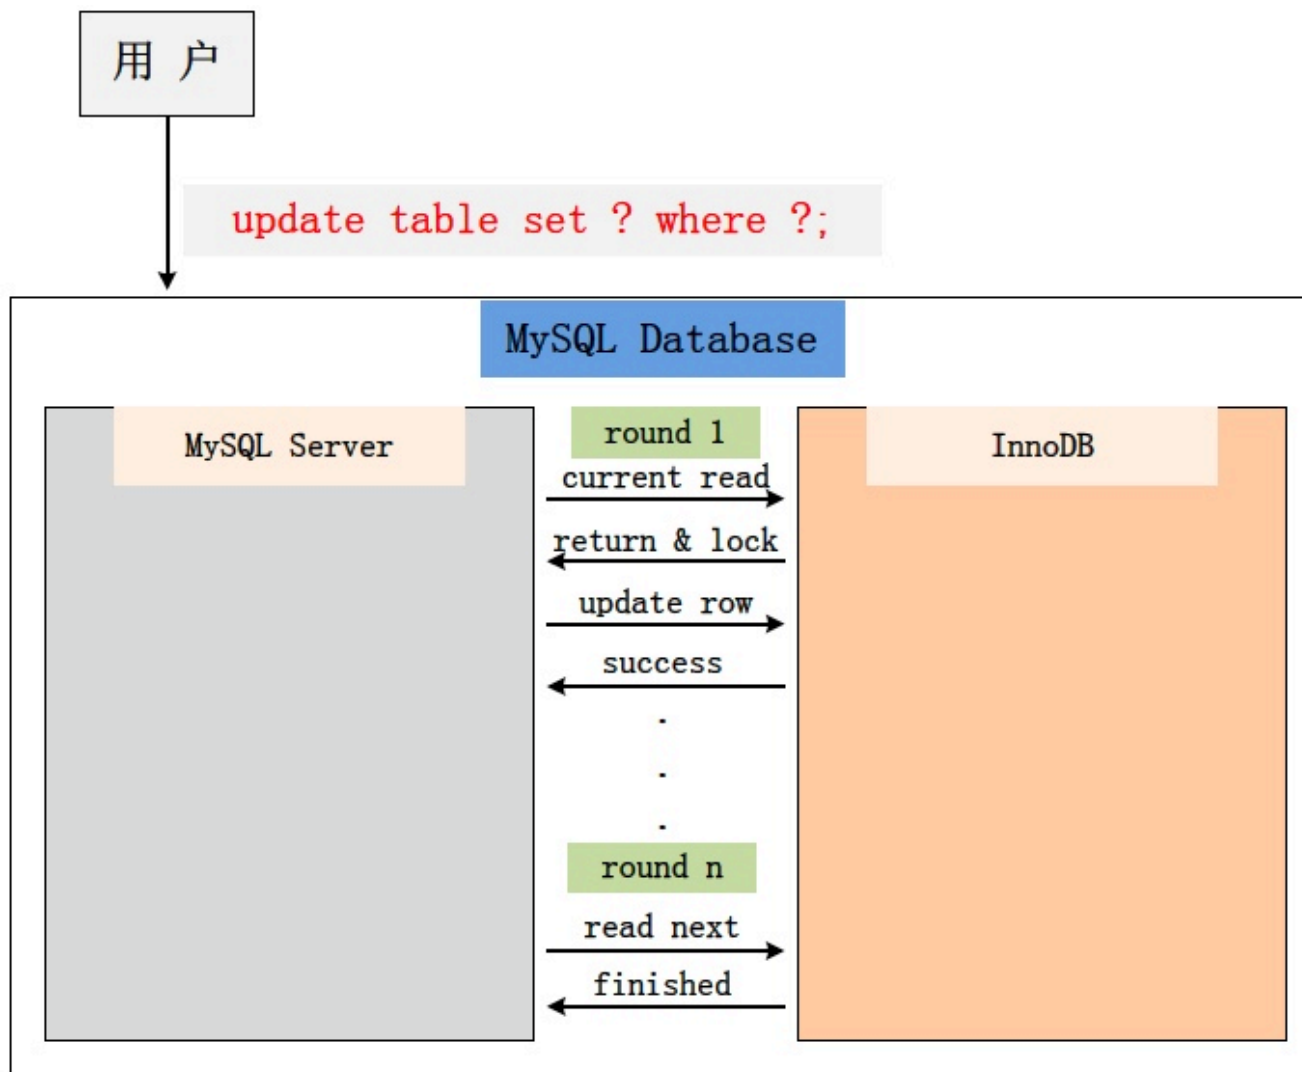 用 户
update table set ? where ?;
MySQL Database
MySQL Server
round 1
InnoDB
current read
return & lock
update row
success
.
.
.
round n
read next
finished